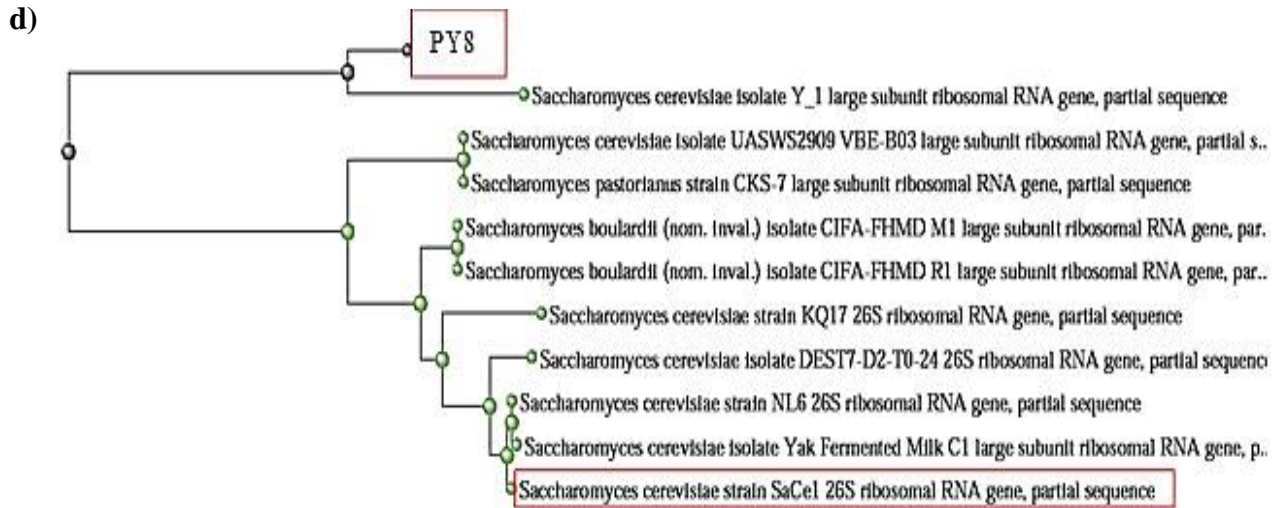 d)
PY8
Saccharomyces cerevisiae isolate Y_1 large subunit ribosomal RNA gene, partial sequence
Saccharomyces cerevisiae isolate UASWS2909 VBE-B03 large subunit ribosomal RNA gene, partial s..
Saccharomyces pastorianus strain CKS-7 large subunit ribosomal RNA gene, partial sequence
Saccharomyces boulardii (nom. inval.) isolate CIFA-FHMD M1 large subunit ribosomal RNA gene, par.
Saccharomyces boulardii (nom. inval.) isolate CIFA-FHMD R1 large subunit ribosomal RNA gene, par..
Saccharomyces cerevisiae strain KQ17 26S ribosomal RNA gene, partial sequence
Saccharomyces cerevisiae isolate DEST7-D2-T0-24 26S ribosomal RNA gene, partial sequenc
Saccharomyces cerevisiae strain NL6 26S ribosomal RNA gene, partial sequence
Saccharomyces cerevisiae isolate Yak Fermented Milk C1 large subunit ribosomal RNA gene, p..
Saccharomyces cerevisiae strain SaCe1 26S ribosomal RNA gene, partial sequence